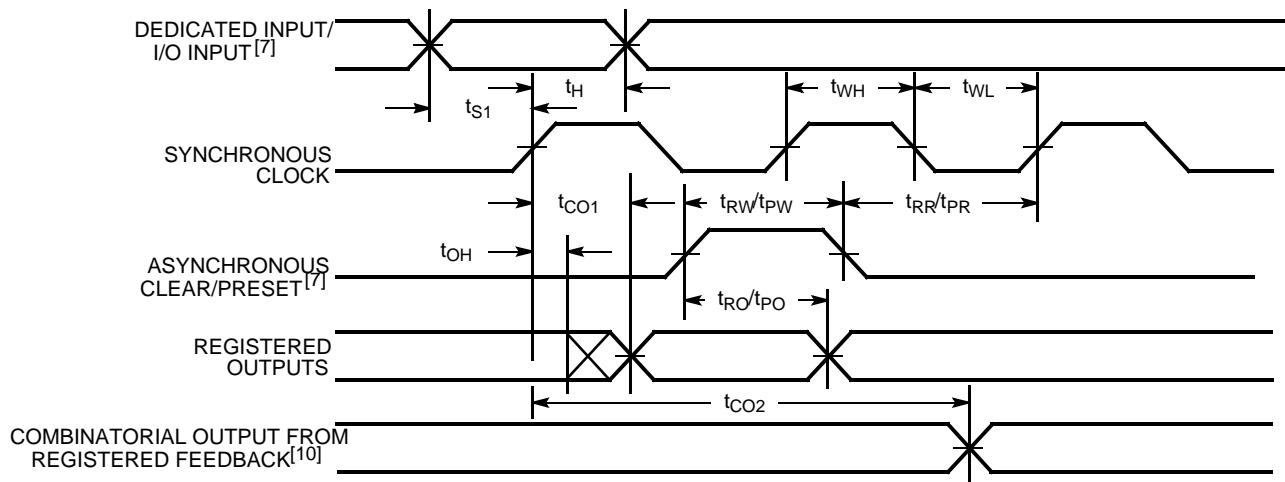 DEDICATED INPUT/
I/O INPUT[7]
tH
tWH
tWL
tS1
SYNCHRONOUS
CLOCK
tCO1
tRW/tPW
tRR/tPR
tOH
ASYNCHRONOUS
CLEAR/PRESET[7]
tRO/tPO
REGISTERED
OUTPUTS
tCO2
COMBINATORIAL OUTPUT FROM
REGISTERED FEEDBACK[10]